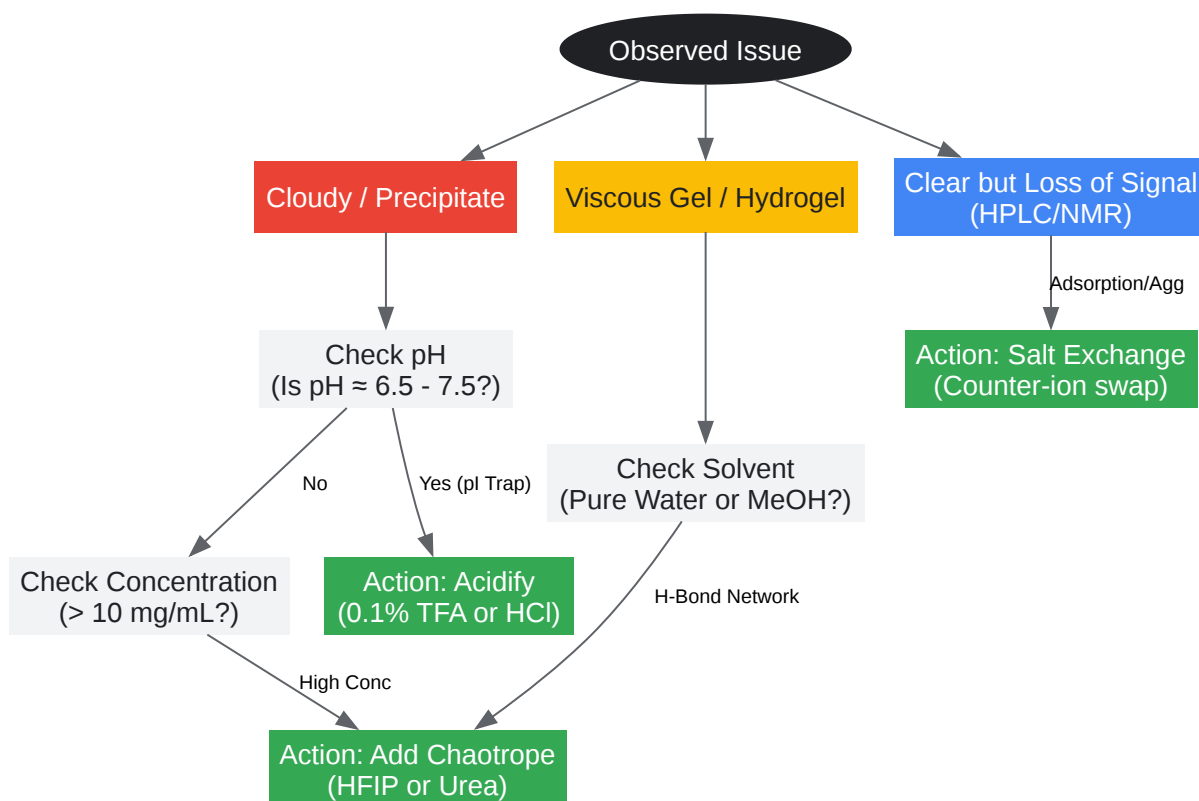 Observed Issue
Cloudy / Precipitate
Viscous Gel / Hydrogel
Clear but Loss of Signal
(HPLC/NMR)
Adsorption/Agg
Check pH
(Is pH ≈ 6.5 - 7.5?)
Action: Salt Exchange
(Counter-ion swap)
No
Yes (pI Trap)
Check Solvent
(Pure Water or MeOH?)
Check Concentration
(> 10 mg/mL?)
Action: Acidify
(0.1% TFA or HCl)
H-Bond Network
High Conc
Action: Add Chaotrope
(HFIP or Urea)